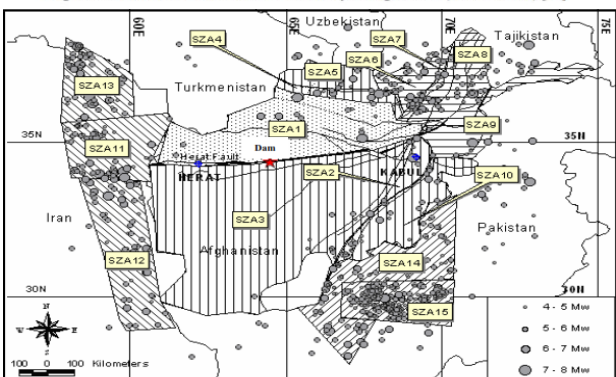 60E
65E
70E
75E
Uzbekistan
Tajikistan
SZA4
SZA7
SZA8
SZA6
SZA5
Turkmenistan
SZA13
SZA1
SZA9
35N
35N
SZA11
Dam
Herat Fault
HERAT
SZA2
KABUL
SZA10
Iran
SZA3
Afghanistan
Pakistan
SZA12
SZA14
30N
30N
SZA15
4 - 5 Mw
5 - 6 Mw
6 - 7 Mw
7 - 8 Mw
N
W
E
S
100 0 100 Kilometers